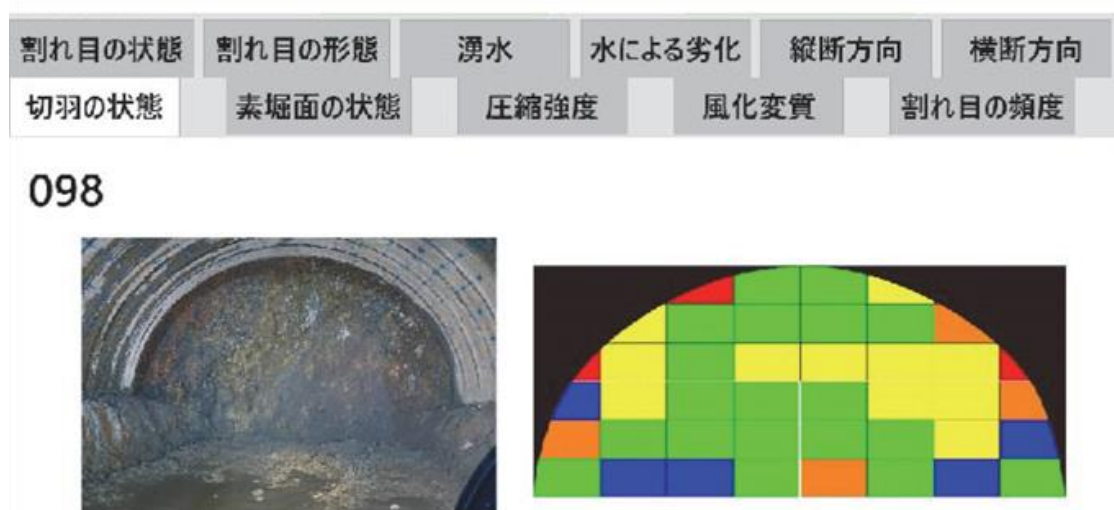 割れ目の状態 割れ目の形態 湧水 水による劣化 縦断方向 横断方向
切羽の状態 素堀面の状態 圧縮強度 風化変質 割れ目の頻度
098